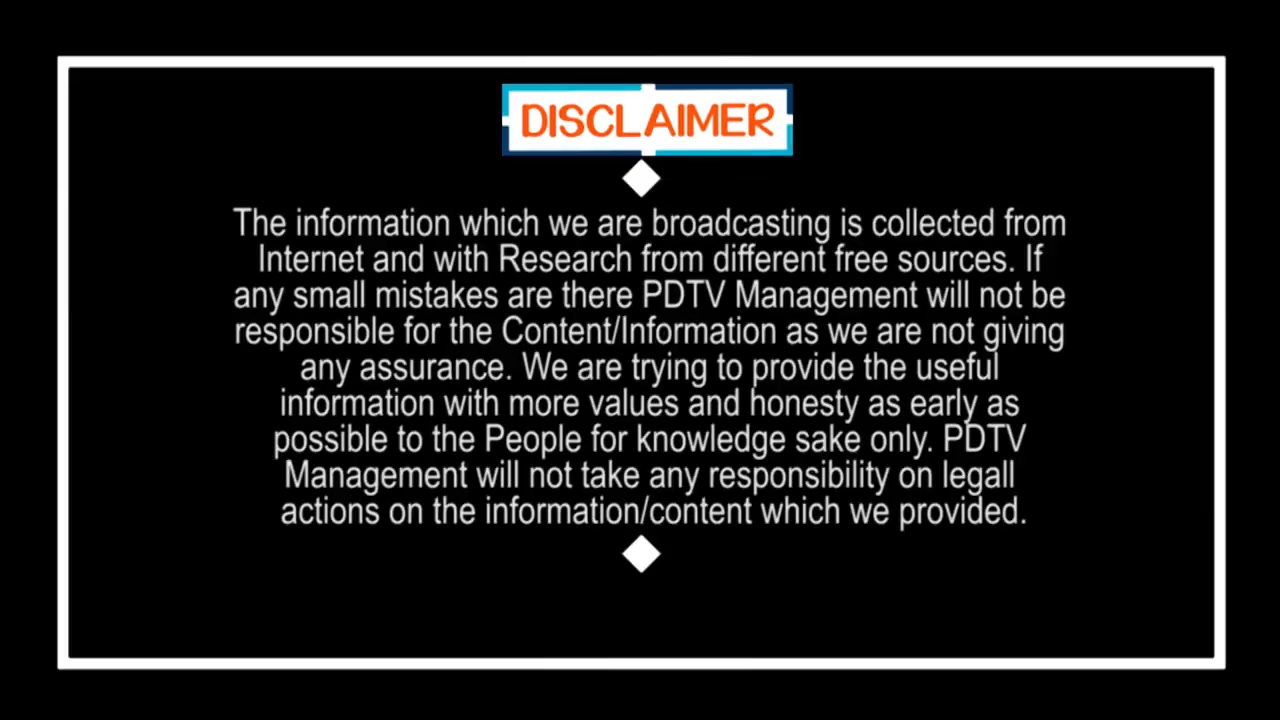 DISCLAIMER
The information which we are broadcasting is collected from
Internet and with Research from different free sources. If
any small mistakes are there PDTV Management will not be
responsible for the Content/Information as we are not giving
any assurance. We are trying to provide the useful
information with more values and honesty as early as
possible to the People for knowledge sake only. PDTV
Management will not take any responsibility on legall
actions on the information/content which we provided.